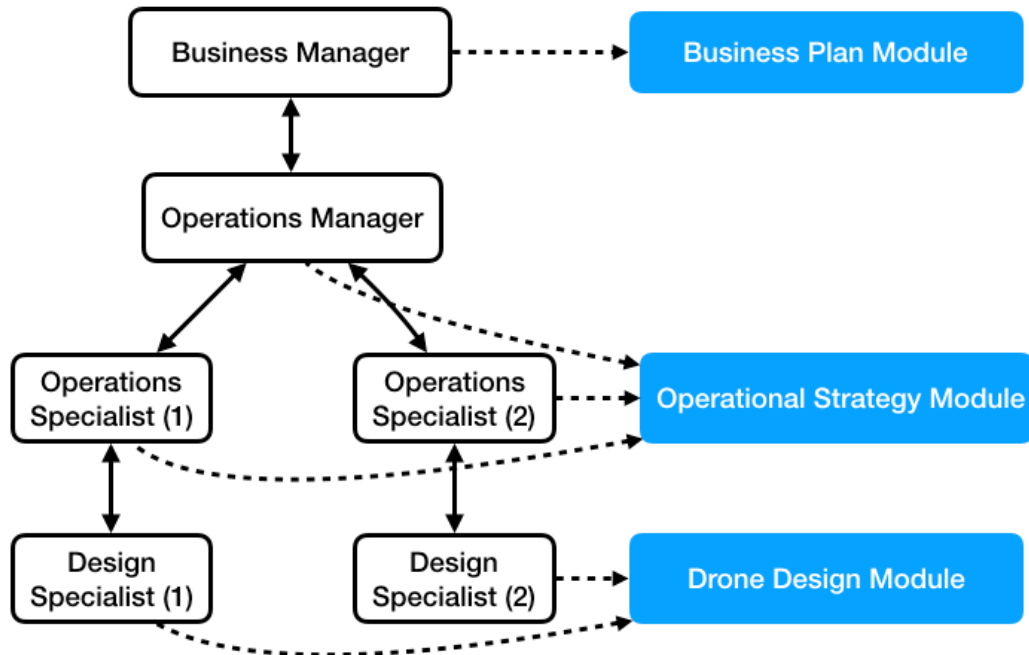 Business Manager
Business Plan Module
Operations Manager
Operations
Specialist (1)
Operations
Specialist (2)
Operational Strategy Module
Design
Specialist (1)
Design
Specialist (2)
Drone Design Module